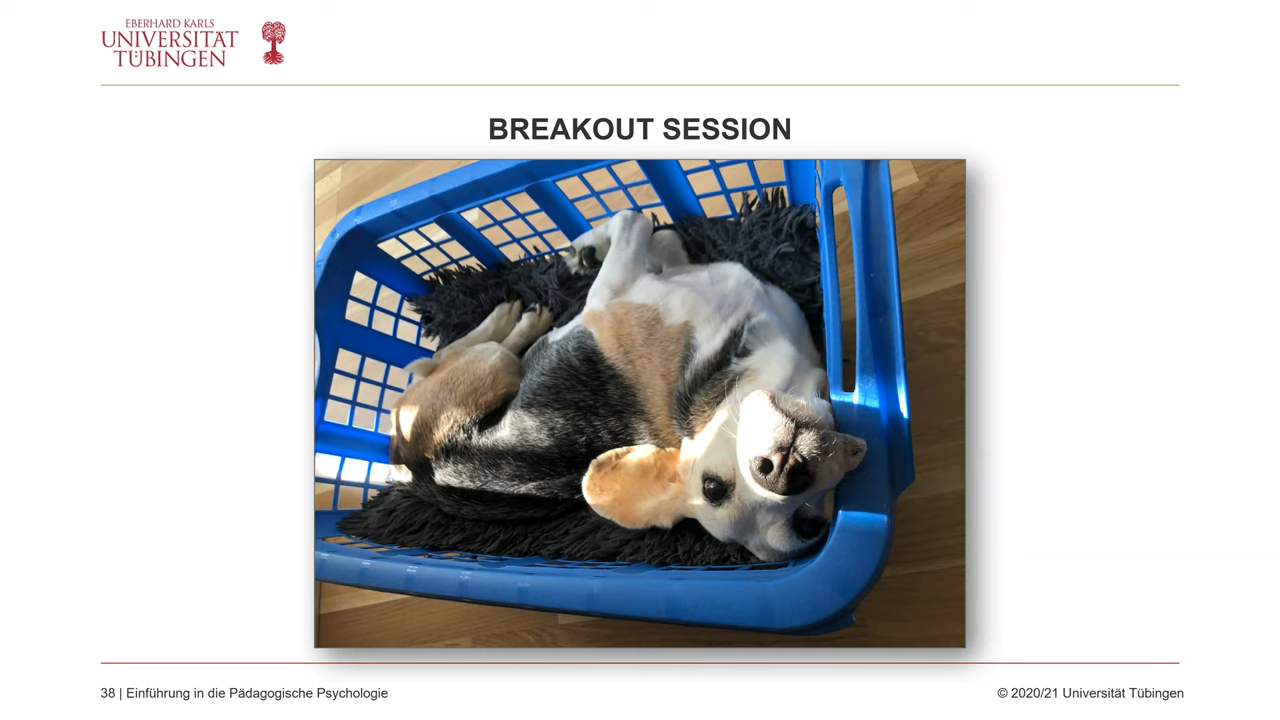 EBERHARD KARLS
UNIVERSITÄT
TÜBINGEN
BREAKOUT SESSION
38 | Einführung in die Pädagogische Psychologie
© 2020/21 Universität Tübingen